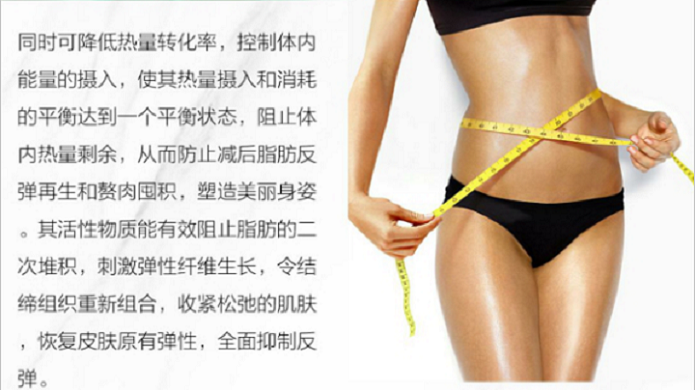 同时可降低热量转化率，控制体内
能量的摄入，使其热量摄入和消耗
的平衡达到一个平衡状态，阻止体
内热量剩余，从而防止减后脂肪反
弹再生和赘肉囤积，塑造美丽身姿
。其活性物质能有效阻止脂肪的二
次堆积，刺激弹性纤维生长，令结
缔组织重新组合，收紧松弛的肌肤
，恢复皮肤原有弹性，全面抑制反
弹。